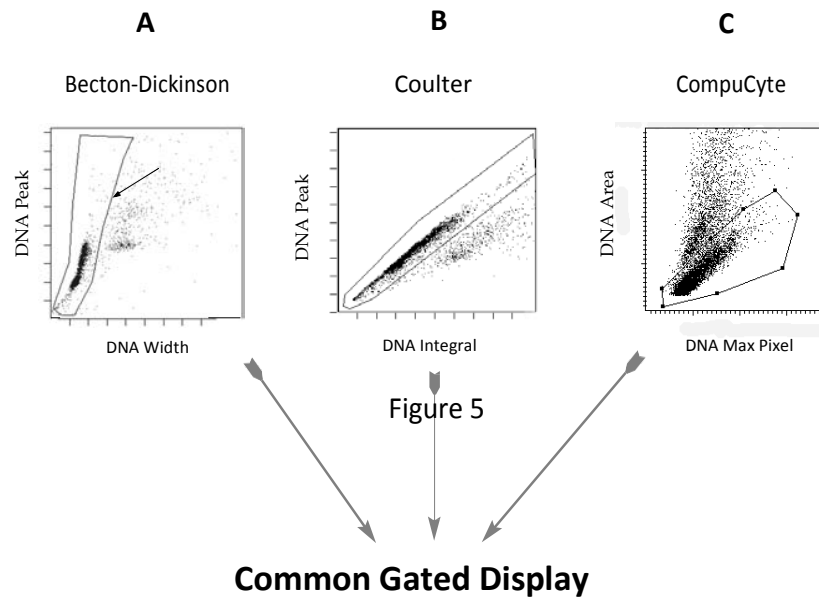 A
B
C
Becton-Dickinson
Coulter
CompuCyte
DNA Peak
DNA Width
DNA Peak
DNA Integral
DNA Area
DNA Max Pixel
Figure 5
Common Gated Display